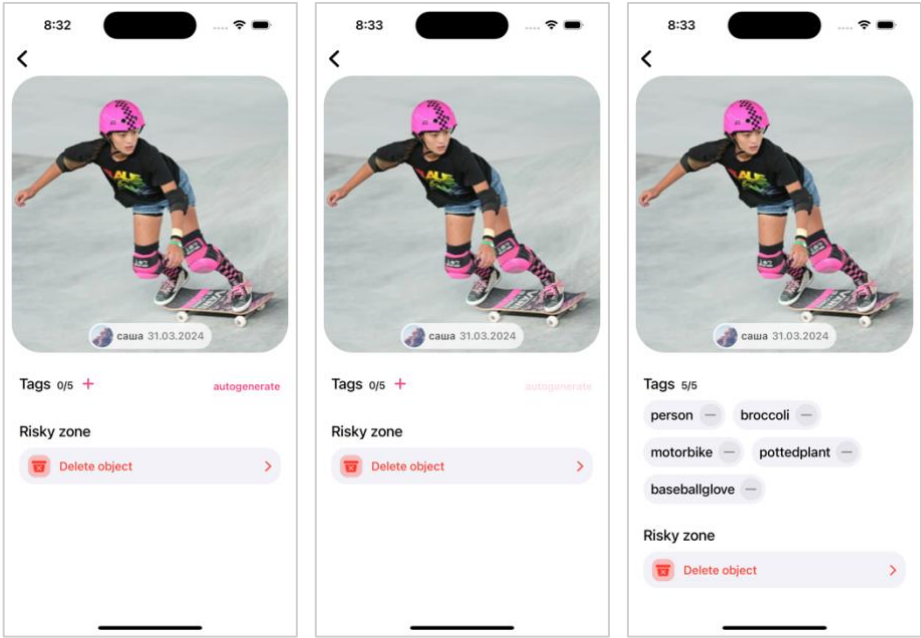 8:32
саша 31.03.2024
Tags 0/5 +
autogenerate
Risky zone
Delete object
8:33
саша 31.03.2024
Tags 0/5 +
autogenerate
Risky zone
Delete object
8:33
саша 31.03.2024
Tags 5/5
person
broccoli
motorbike
pottedplant
baseballglove
Risky zone
Delete object